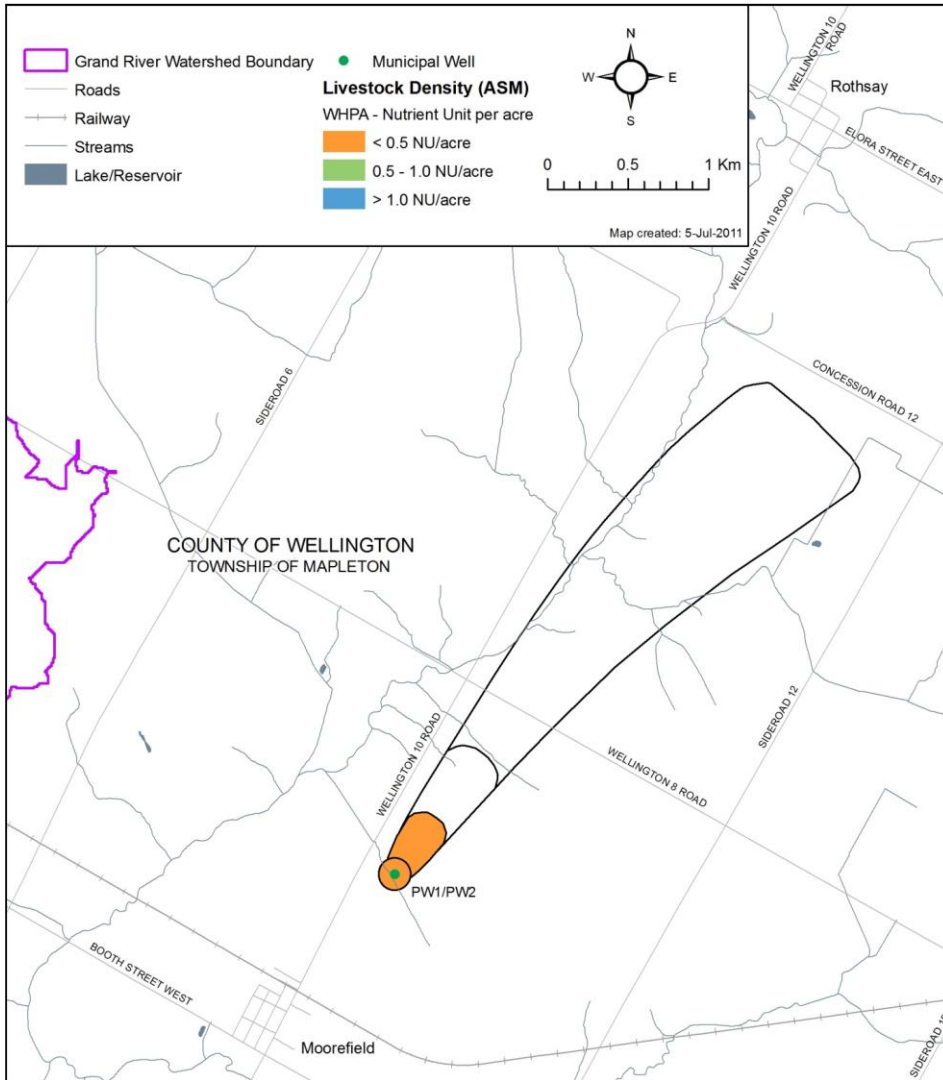 Grand River Watershed Boundary
Roads
Railway
Streams
Lake/Reservoir
Municipal Well
Livestock Density (ASM)
WHPA - Nutrient Unit per acre
< 0.5 NU/acre
0.5 - 1.0 NU/acre
> 1.0 NU/acre
N
W
E
S
0 0.5 1 Km
Map created: 5-Jul-2011
WELLINGTON 10
ROAD
Rothsay
ELORA STREET EAST
WELLINGTON 10 ROAD
SIDEROAD 6
CONCESSION ROAD 12
COUNTY OF WELLINGTON
TOWNSHIP OF MAPLETON
WELLINGTON 10 ROAD
SIDEROAD 12
WELLINGTON 8 ROAD
PW1/PW2
BOOTH STREET WEST
Moorefield